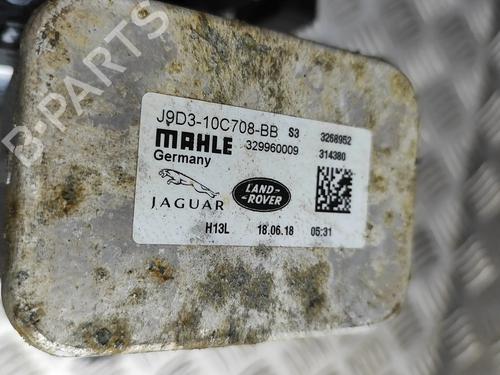 B-PARTS
J9D3-10C708-BB S3 3268952
MAHLE 329960009 314380
Germany
JAGUAR LAND-ROVER
H13L 18.06.18 05:31